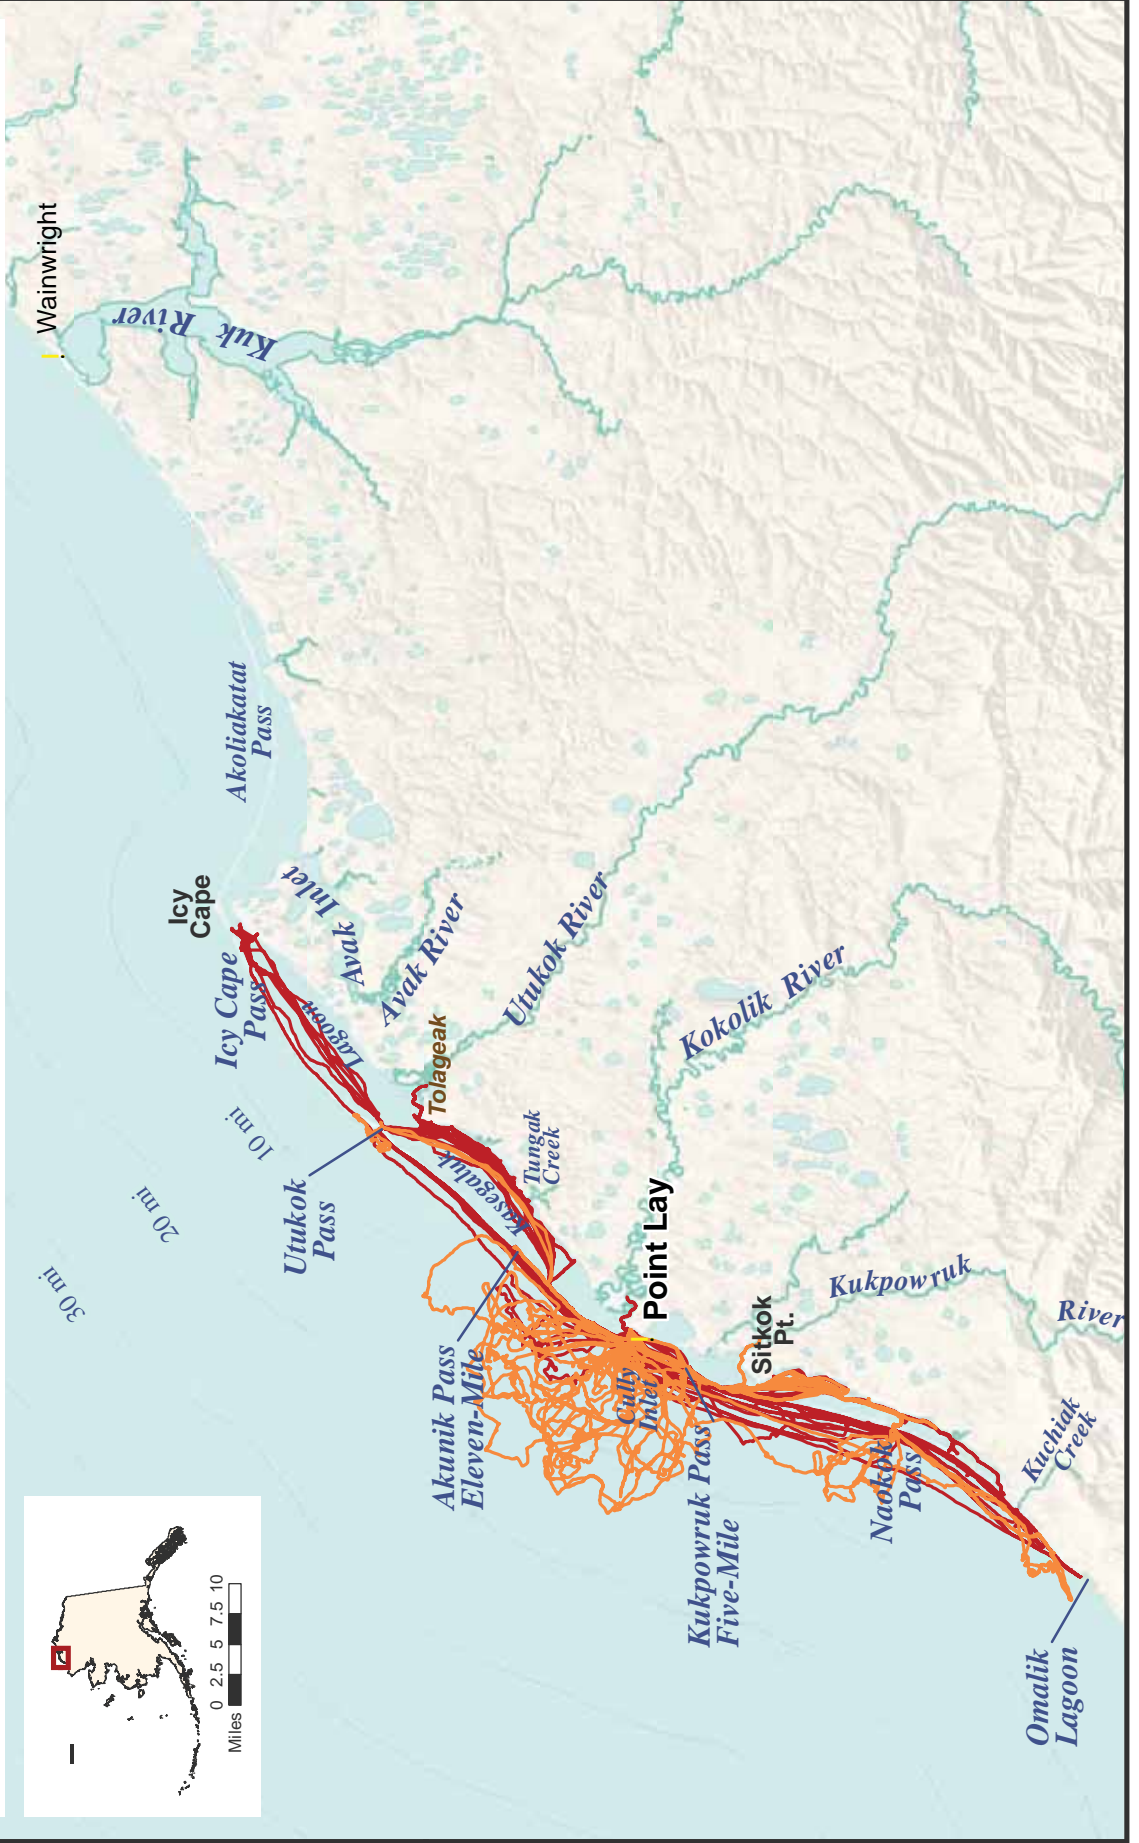 Wainwright
Kuk River
Akoliakatat
Pass
Icy
Cape
Icy Cape
Pass
Avak Inlet
Avak River
Lagoon
Utukok River
Tolageak
Kokolik River
10 mi
20 mi
30 mi
Utukok
Pass
Kasegaluk
Tungak
Creek
Point Lay
Akunik Pass
Eleven-Mile
Cully
Inlet
Sitkok
Pt.
Kukpowruk
River
Kukpowruk Pass
Five-Mile
Naokok
Pass
Kuchiak
Creek
Omalik
Lagoon
0 2.5 5 7.5 10
Miles